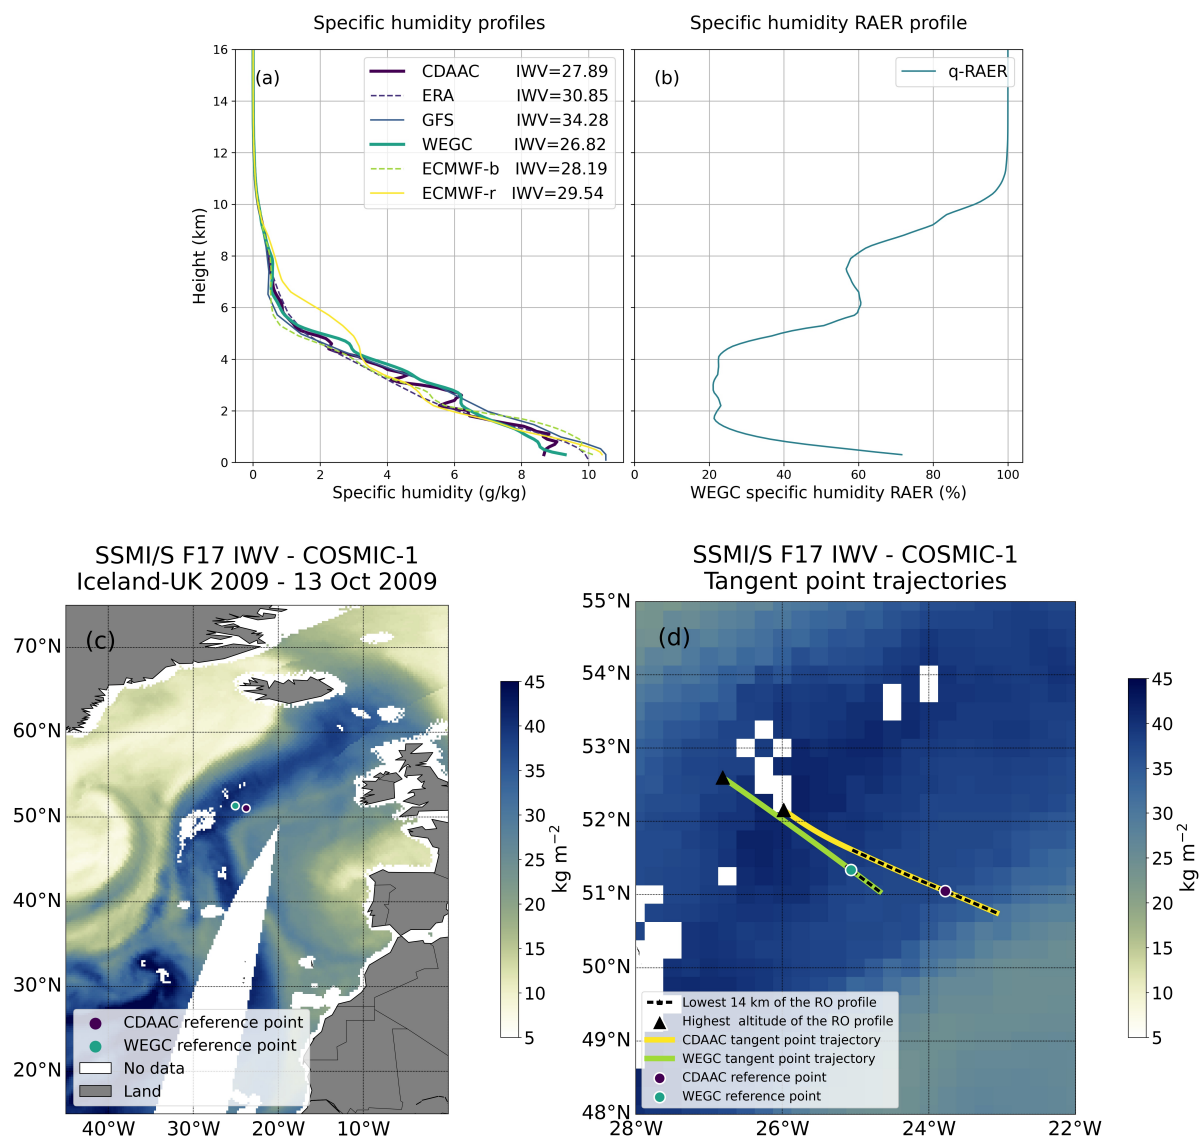 Specific humidity profiles
Specific humidity RAER profile
16
14
12
10
8
6
4
2
0
Height (km)
(a)
CDAAC IWV=27.89
ERA IWV=30.85
GFS IWV=34.28
WEGC IWV=26.82
ECMWF-b IWV=28.19
ECMWF-r IWV=29.54
0 2 4 6 8 10
Specific humidity (g/kg)
(b)
q-RAER
0 20 40 60 80 100
WEGC specific humidity RAER (%)
SSMI/S F17 IWV - COSMIC-1
Iceland-UK 2009 - 13 Oct 2009
(c)
70°N
60°N
50°N
40°N
30°N
20°N
CDAAC reference point
WEGC reference point
No data
Land
40°W 30°W 20°W 10°W
45
40
35
30
25
20
15
10
5
kg m−2
SSMI/S F17 IWV - COSMIC-1
Tangent point trajectories
(d)
55°N
54°N
53°N
52°N
51°N
50°N
49°N
48°N
Lowest 14 km of the RO profile
Highest altitude of the RO profile
CDAAC tangent point trajectory
WEGC tangent point trajectory
CDAAC reference point
WEGC reference point
28°W 26°W 24°W 22°W
45
40
35
30
25
20
15
10
5
kg m−2